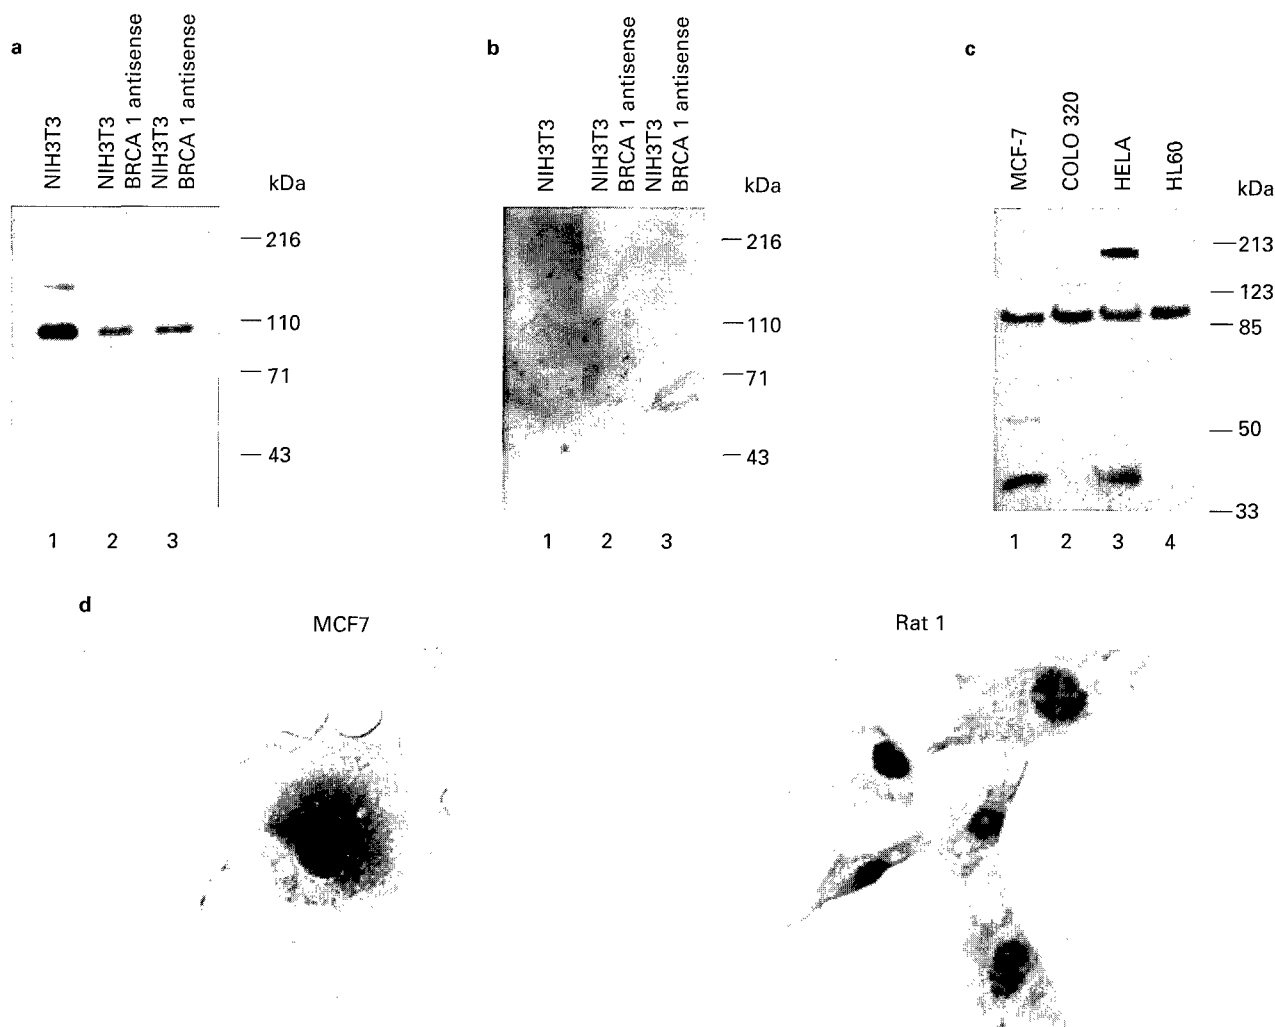 a
NIH3T3
NIH3T3
BRCA 1 antisense
NIH3T3
BRCA 1 antisense
kDa
216
110
71
43
1 2 3
b
NIH3T3
NIH3T3
BRCA 1 antisense
NIH3T3
BRCA 1 antisense
kDa
216
110
71
43
1 2 3
c
MCF-7
COLO 320
HELA
HL60
kDa
213
123
85
50
33
1 2 3 4
d
MCF7
Rat 1